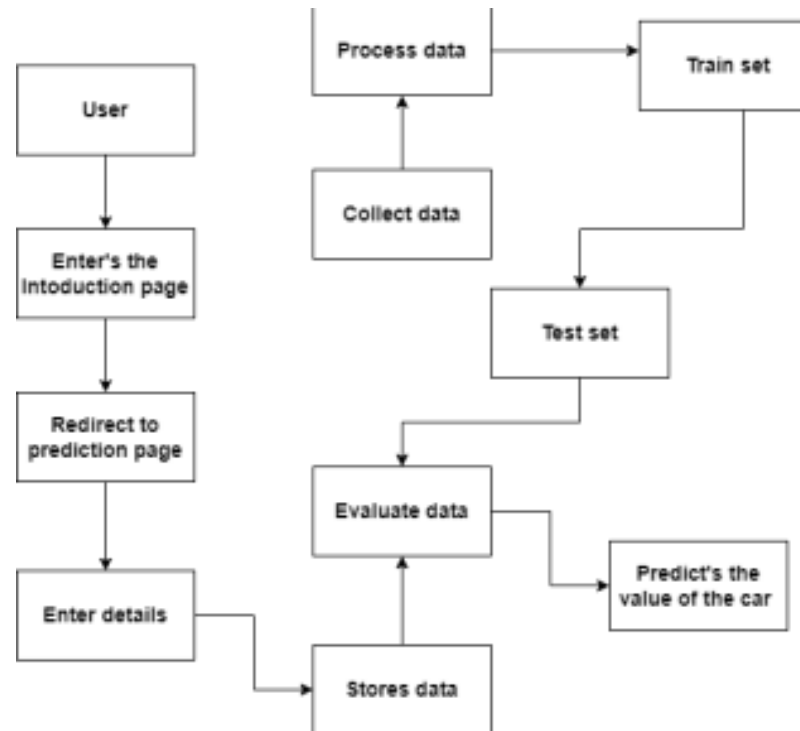 Process data
Train set
User
Collect data
Enter's the
Intoduction page
Test set
Redirect to
prediction page
Evaluate data
Predict's the
value of the car
Enter details
Stores data